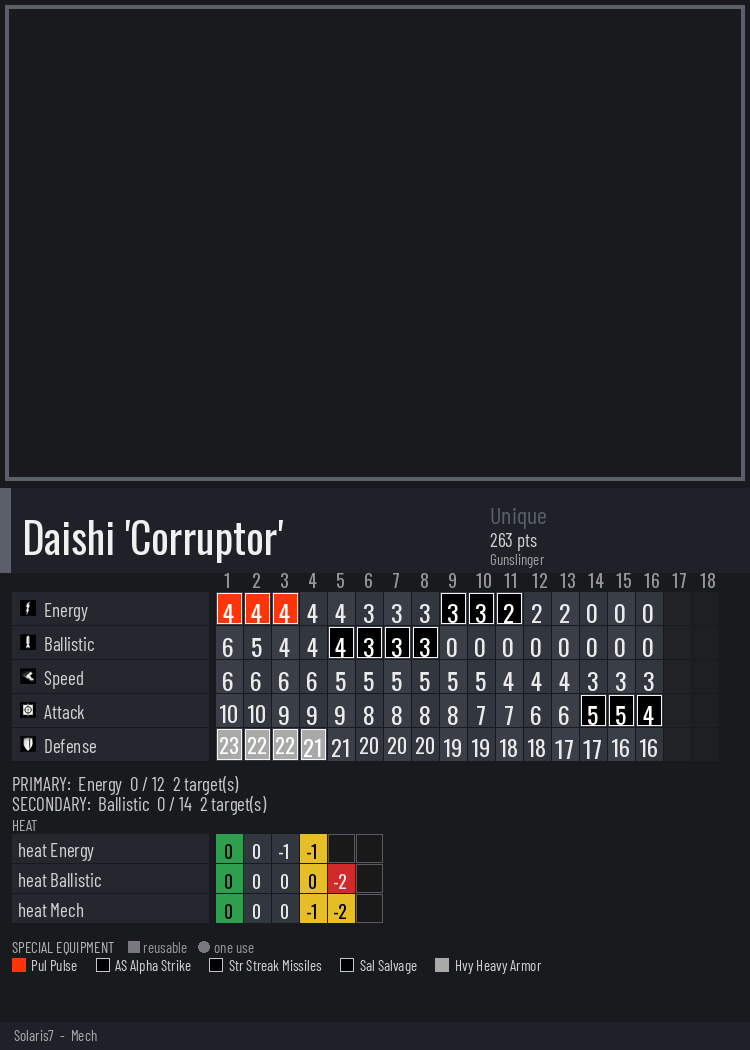 Daishi 'Corruptor'
Unique
263 pts
Gunslinger
1 2 3 4 5 6 7 8 9 10 11 12 13 14 15 16 17 18
Energy 4 4 4 4 4 3 3 3 3 3 2 2 2 0 0 0
Ballistic 6 5 4 4 4 3 3 3 0 0 0 0 0 0 0 0
Speed 6 6 6 6 5 5 5 5 5 5 4 4 4 3 3 3
Attack 10 10 9 9 9 8 8 8 8 7 7 6 6 5 5 4
Defense 23 22 22 21 21 20 20 20 19 19 18 18 17 17 16 16
PRIMARY: Energy 0 / 12 2 target(s)
SECONDARY: Ballistic 0 / 14 2 target(s)
HEAT
heat Energy 0 0 -1 -1
heat Ballistic 0 0 0 0 -2
heat Mech 0 0 0 -1 -2
SPECIAL EQUIPMENT reusable one use
Pul Pulse AS Alpha Strike Str Streak Missiles Sal Salvage Hvy Heavy Armor
Solaris7 - Mech